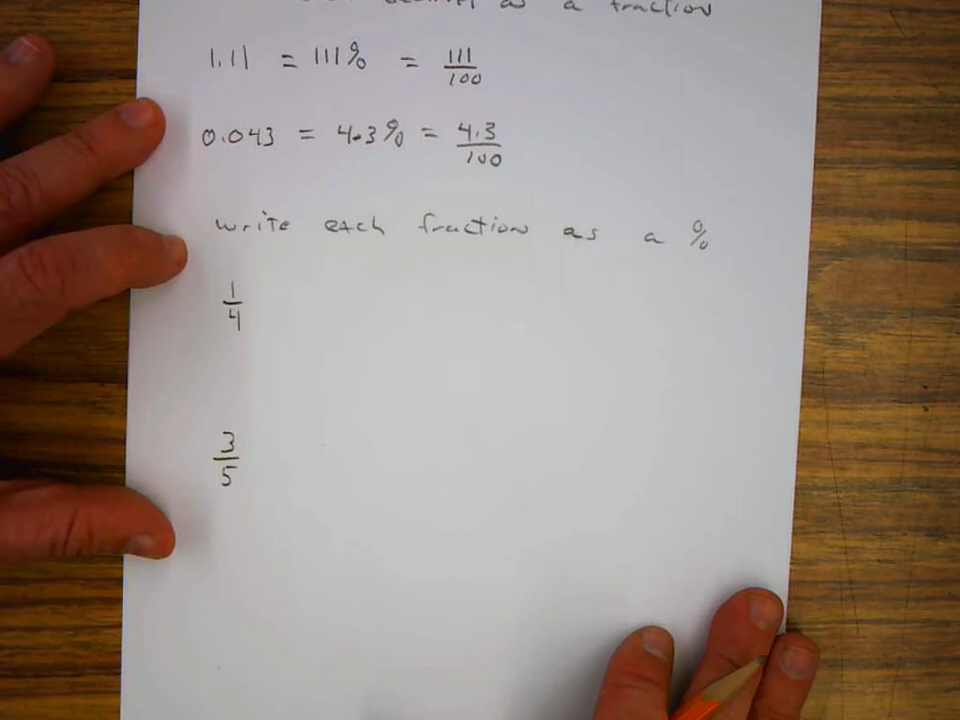 as a fraction
1.11 = 111% = 111/100
0.043 = 4.3% = 4.3/100
write each fraction as a %
1/4
3/5